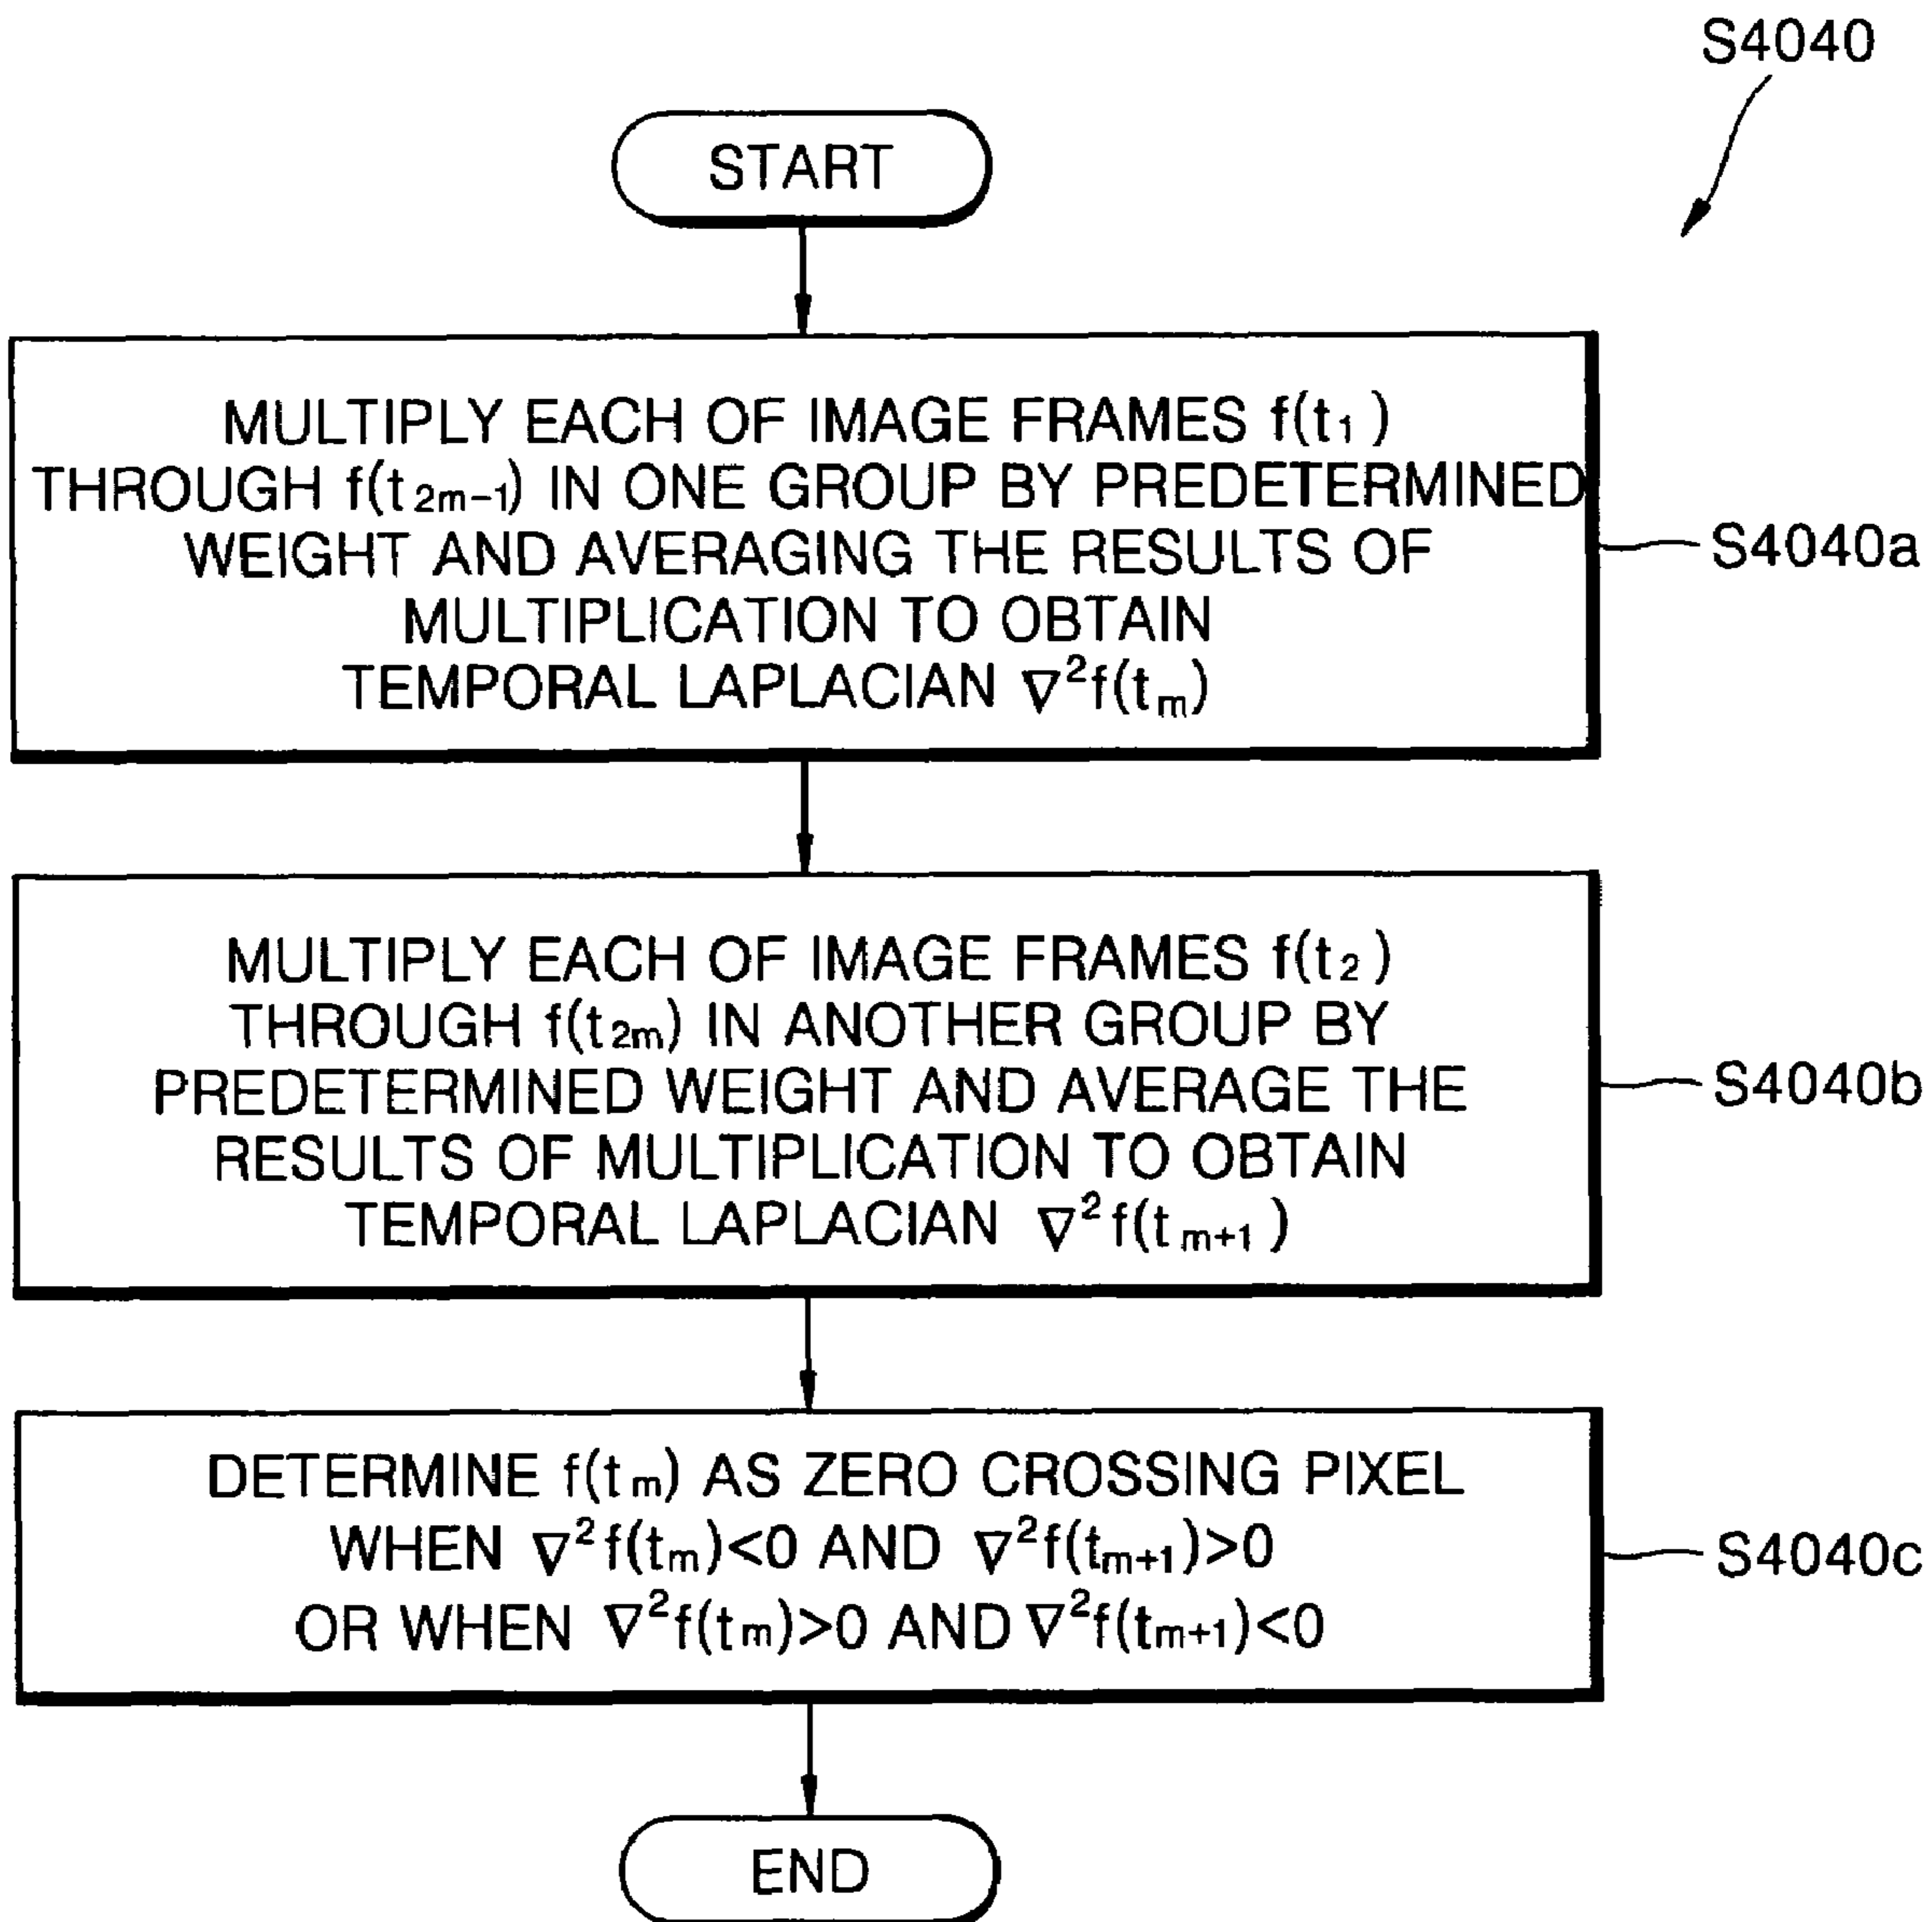 S4040
START
MULTIPLY EACH OF IMAGE FRAMES f(t₁)
THROUGH f(t₂ₘ₋₁) IN ONE GROUP BY PREDETERMINED
WEIGHT AND AVERAGING THE RESULTS OF
MULTIPLICATION TO OBTAIN
TEMPORAL LAPLACIAN ∇²f(tₘ)
S4040a
MULTIPLY EACH OF IMAGE FRAMES f(t₂)
THROUGH f(t₂ₘ) IN ANOTHER GROUP BY
PREDETERMINED WEIGHT AND AVERAGE THE
RESULTS OF MULTIPLICATION TO OBTAIN
TEMPORAL LAPLACIAN ∇²f(tₘ₊₁)
S4040b
DETERMINE f(tₘ) AS ZERO CROSSING PIXEL
WHEN ∇²f(tₘ)<0 AND ∇²f(tₘ₊₁)>0
OR WHEN ∇²f(tₘ)>0 AND ∇²f(tₘ₊₁)<0
S4040c
END